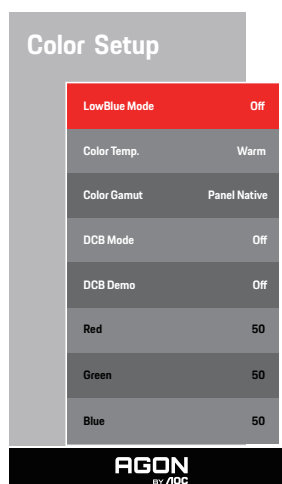 Color Setup
LowBlue Mode Off
Color Temp. Warm
Color Gamut Panel Native
DCB Mode Off
DCB Demo Off
Red 50
Green 50
Blue 50
AGON
BY AOC